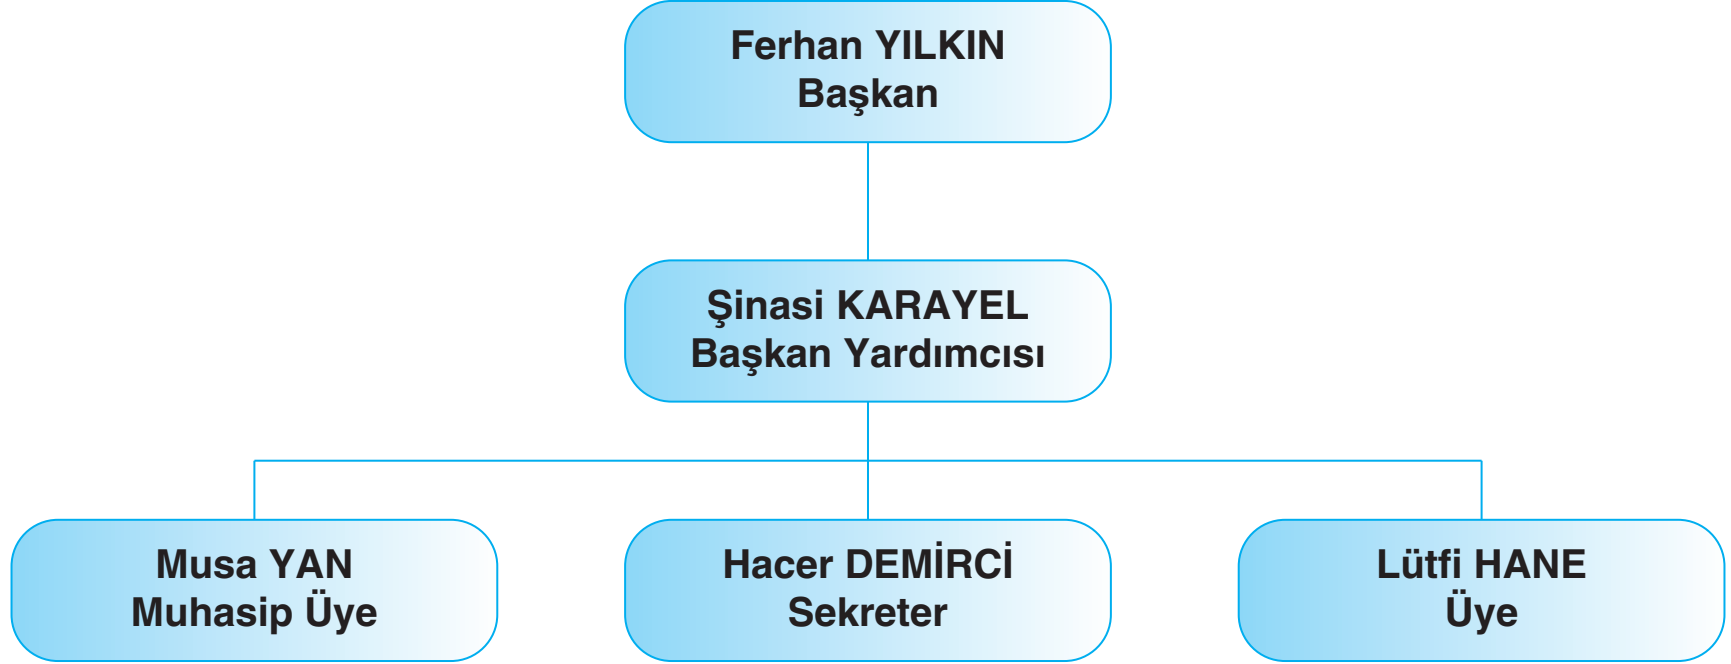 Ferhan YILKIN
Başkan
Şinasi KARAYEL
Başkan Yardımcısı
Musa YAN
Muhasip Üye
Hacer DEMİRCİ
Sekreter
Lütfi HANE
Üye